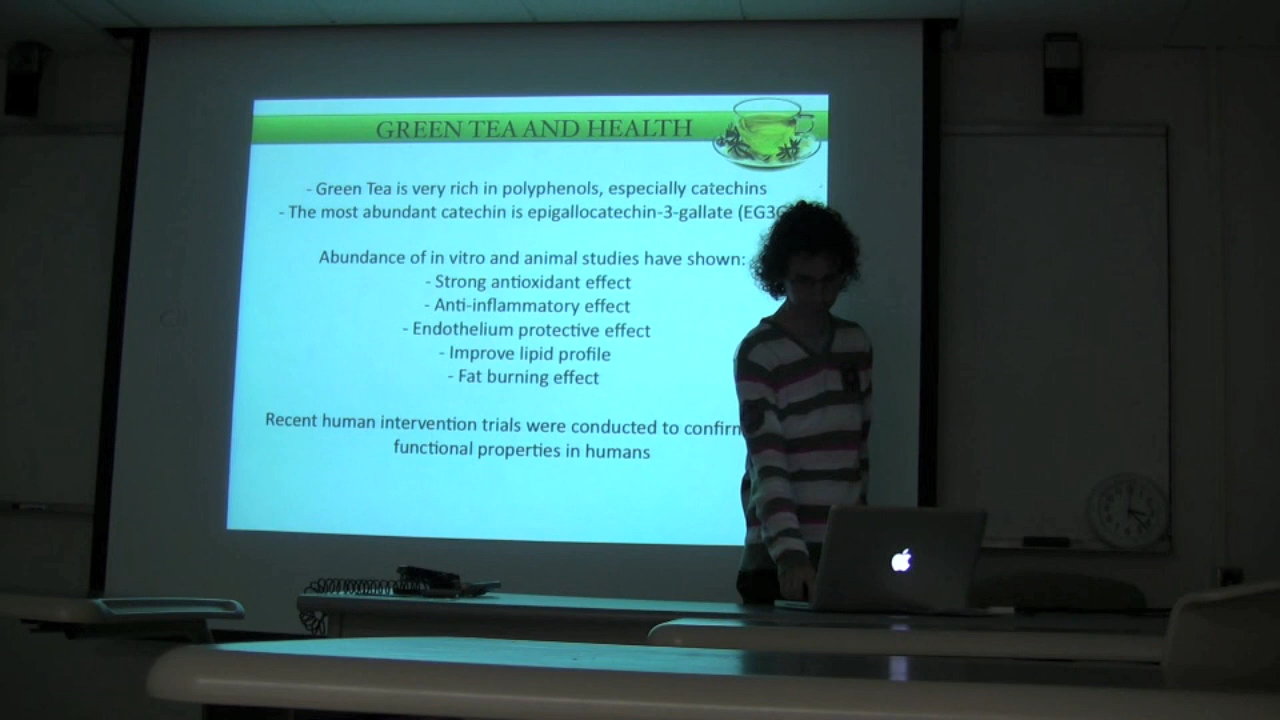 GREEN TEA AND HEALTH
- Green Tea is very rich in polyphenols, especially catechins
- The most abundant catechin is epigallocatechin-3-gallate (EG3C
Abundance of in vitro and animal studies have shown:
- Strong antioxidant effect
- Anti-inflammatory effect
- Endothelium protective effect
- Improve lipid profile
- Fat burning effect
Recent human intervention trials were conducted to confirm
functional properties in humans